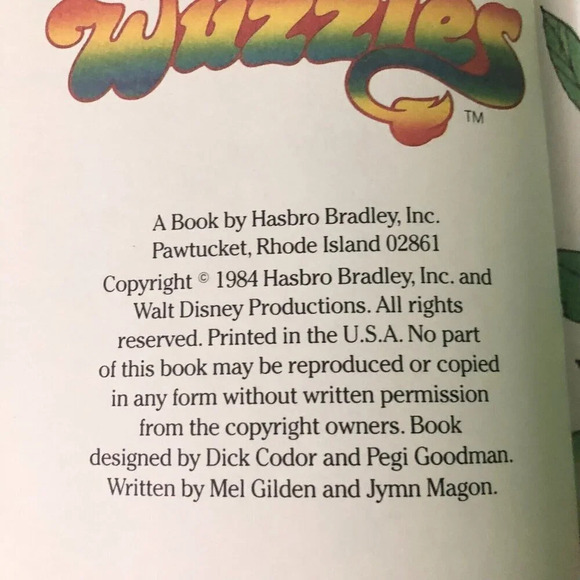 Wuzzles
TM
A Book by Hasbro Bradley, Inc.
Pawtucket, Rhode Island 02861
Copyright © 1984 Hasbro Bradley, Inc. and
Walt Disney Productions. All rights
reserved. Printed in the U.S.A. No part
of this book may be reproduced or copied
in any form without written permission
from the copyright owners. Book
designed by Dick Codor and Pegi Goodman.
Written by Mel Gilden and Jymn Magon.